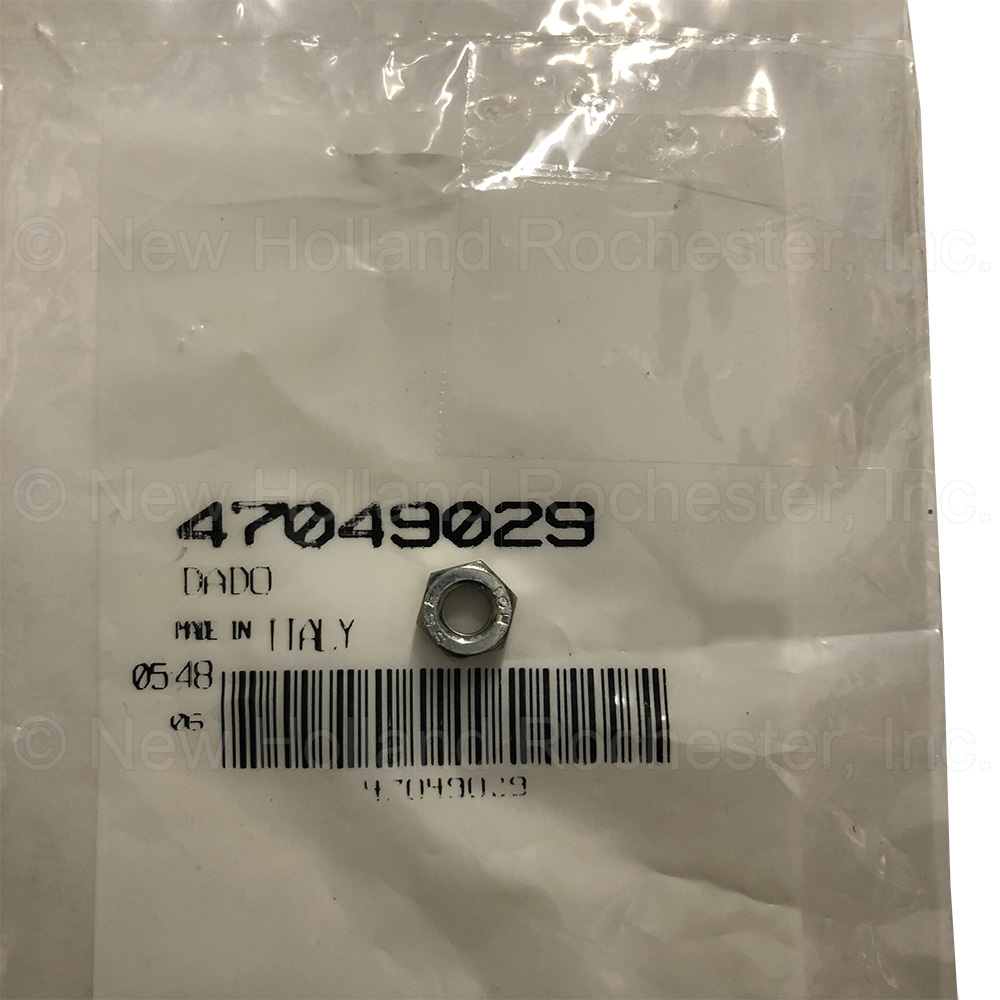 © New Holland Rochester, Inc.
© New Holland Rochester, Inc.
47049029
DADO
MADE IN ITALY
0548
06
© New Holland Rochester, Inc.
47049029